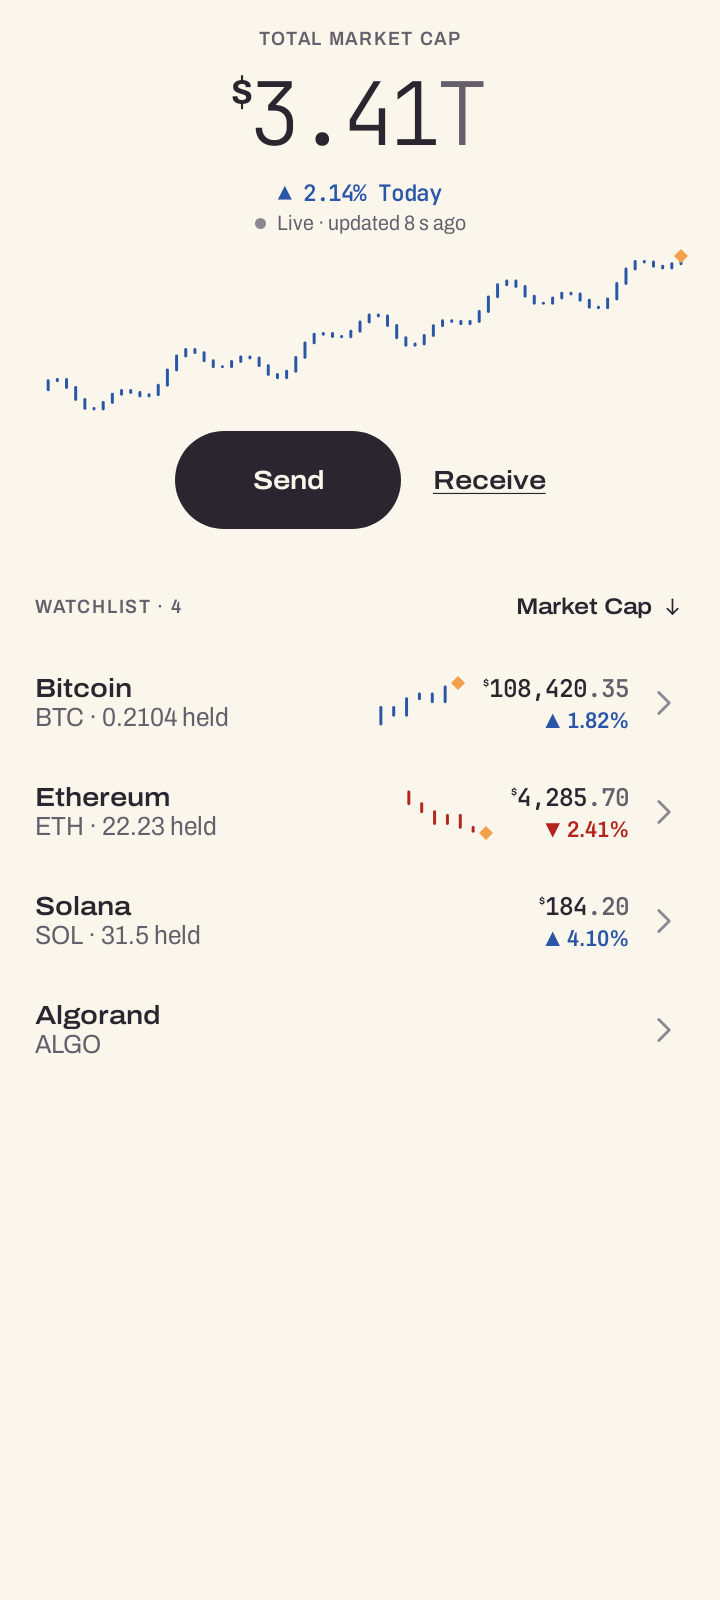 TOTAL MARKET CAP
$3.41T
▲ 2.14% Today
Live · updated 8 s ago
Send
Receive
WATCHLIST · 4
Market Cap ↓
Bitcoin
$108,420.35
BTC · 0.2104 held
▲ 1.82%
Ethereum
$4,285.70
ETH · 22.23 held
▼ 2.41%
Solana
$184.20
SOL · 31.5 held
▲ 4.10%
Algorand
ALGO